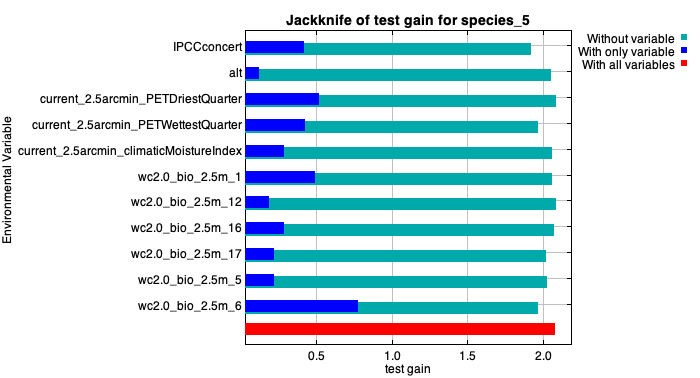 Jackknife of test gain for species_5
Without variable
With only variable
With all variables
Environmental Variable
IPCCconcert
alt
current_2.5arcmin_PETDriestQuarter
current_2.5arcmin_PETWettestQuarter
current_2.5arcmin_climaticMoistureIndex
wc2.0_bio_2.5m_1
wc2.0_bio_2.5m_12
wc2.0_bio_2.5m_16
wc2.0_bio_2.5m_17
wc2.0_bio_2.5m_5
wc2.0_bio_2.5m_6
0.5 1.0 1.5 2.0
test gain